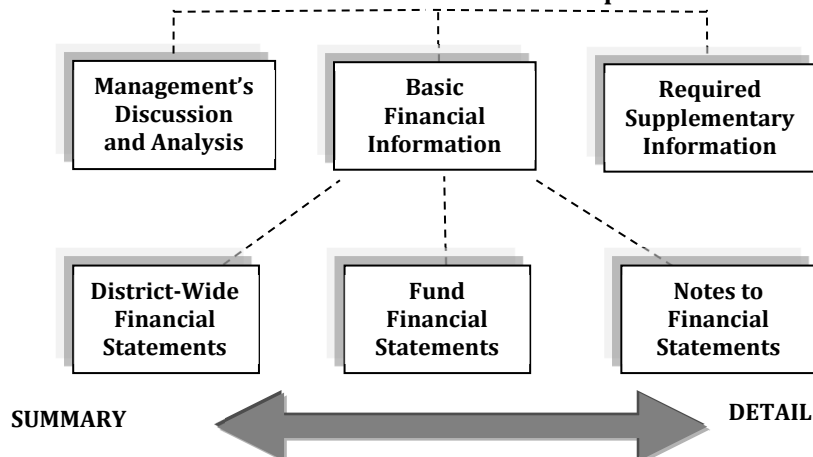 Management's
Discussion
and Analysis
Basic
Financial
Information
Required
Supplementary
Information
District-Wide
Financial
Statements
Fund
Financial
Statements
Notes to
Financial
Statements
SUMMARY
DETAIL